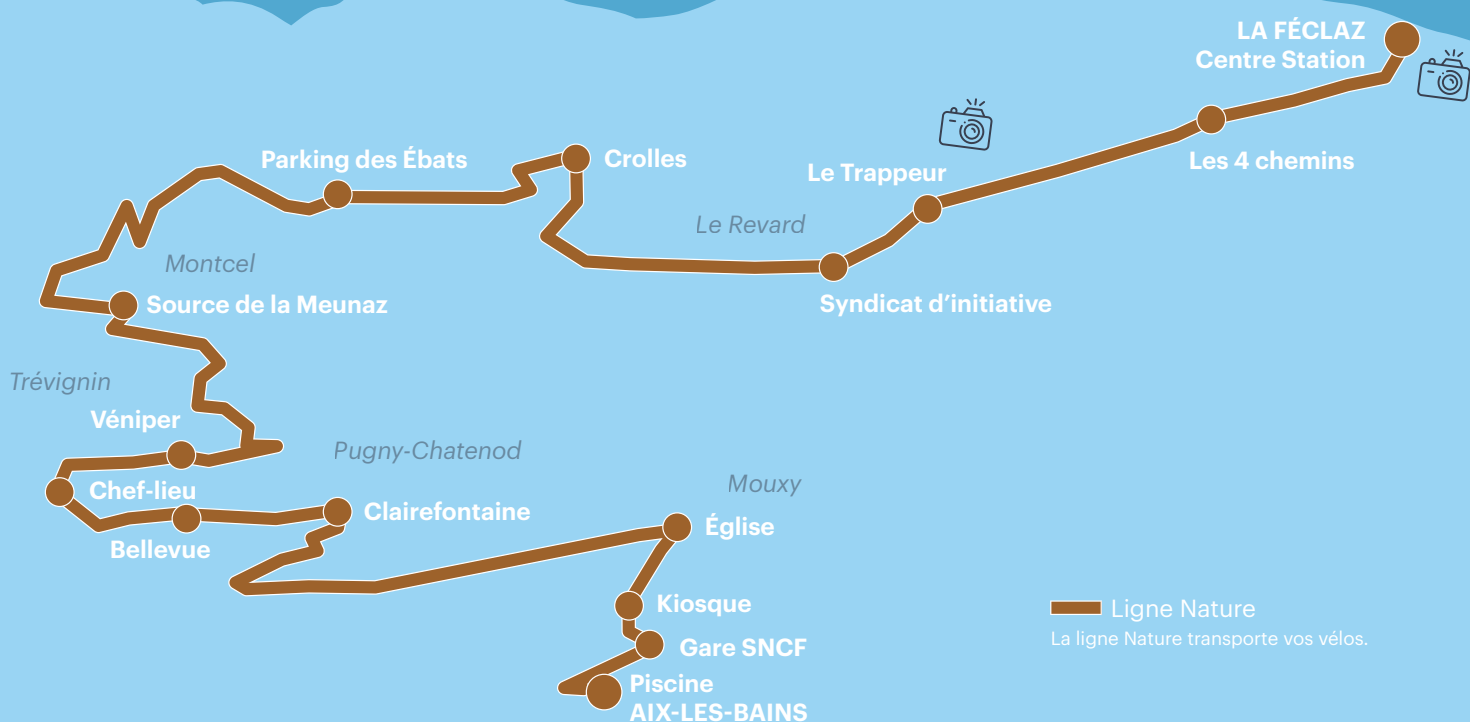 LA FÉCLAZ
Centre Station
Parking des Ébats
Crolles
Les 4 chemins
Le Trappeur
Le Revard
Montcel
Source de la Meunaz
Syndicat d’initiative
Trévignin
Véniper
Pugny-Chatenod
Mouxy
Chef-lieu
Clairefontaine
Église
Bellevue
Kiosque
Ligne Nature
La ligne Nature transporte vos vélos.
Gare SNCF
Piscine
AIX-LES-BAINS